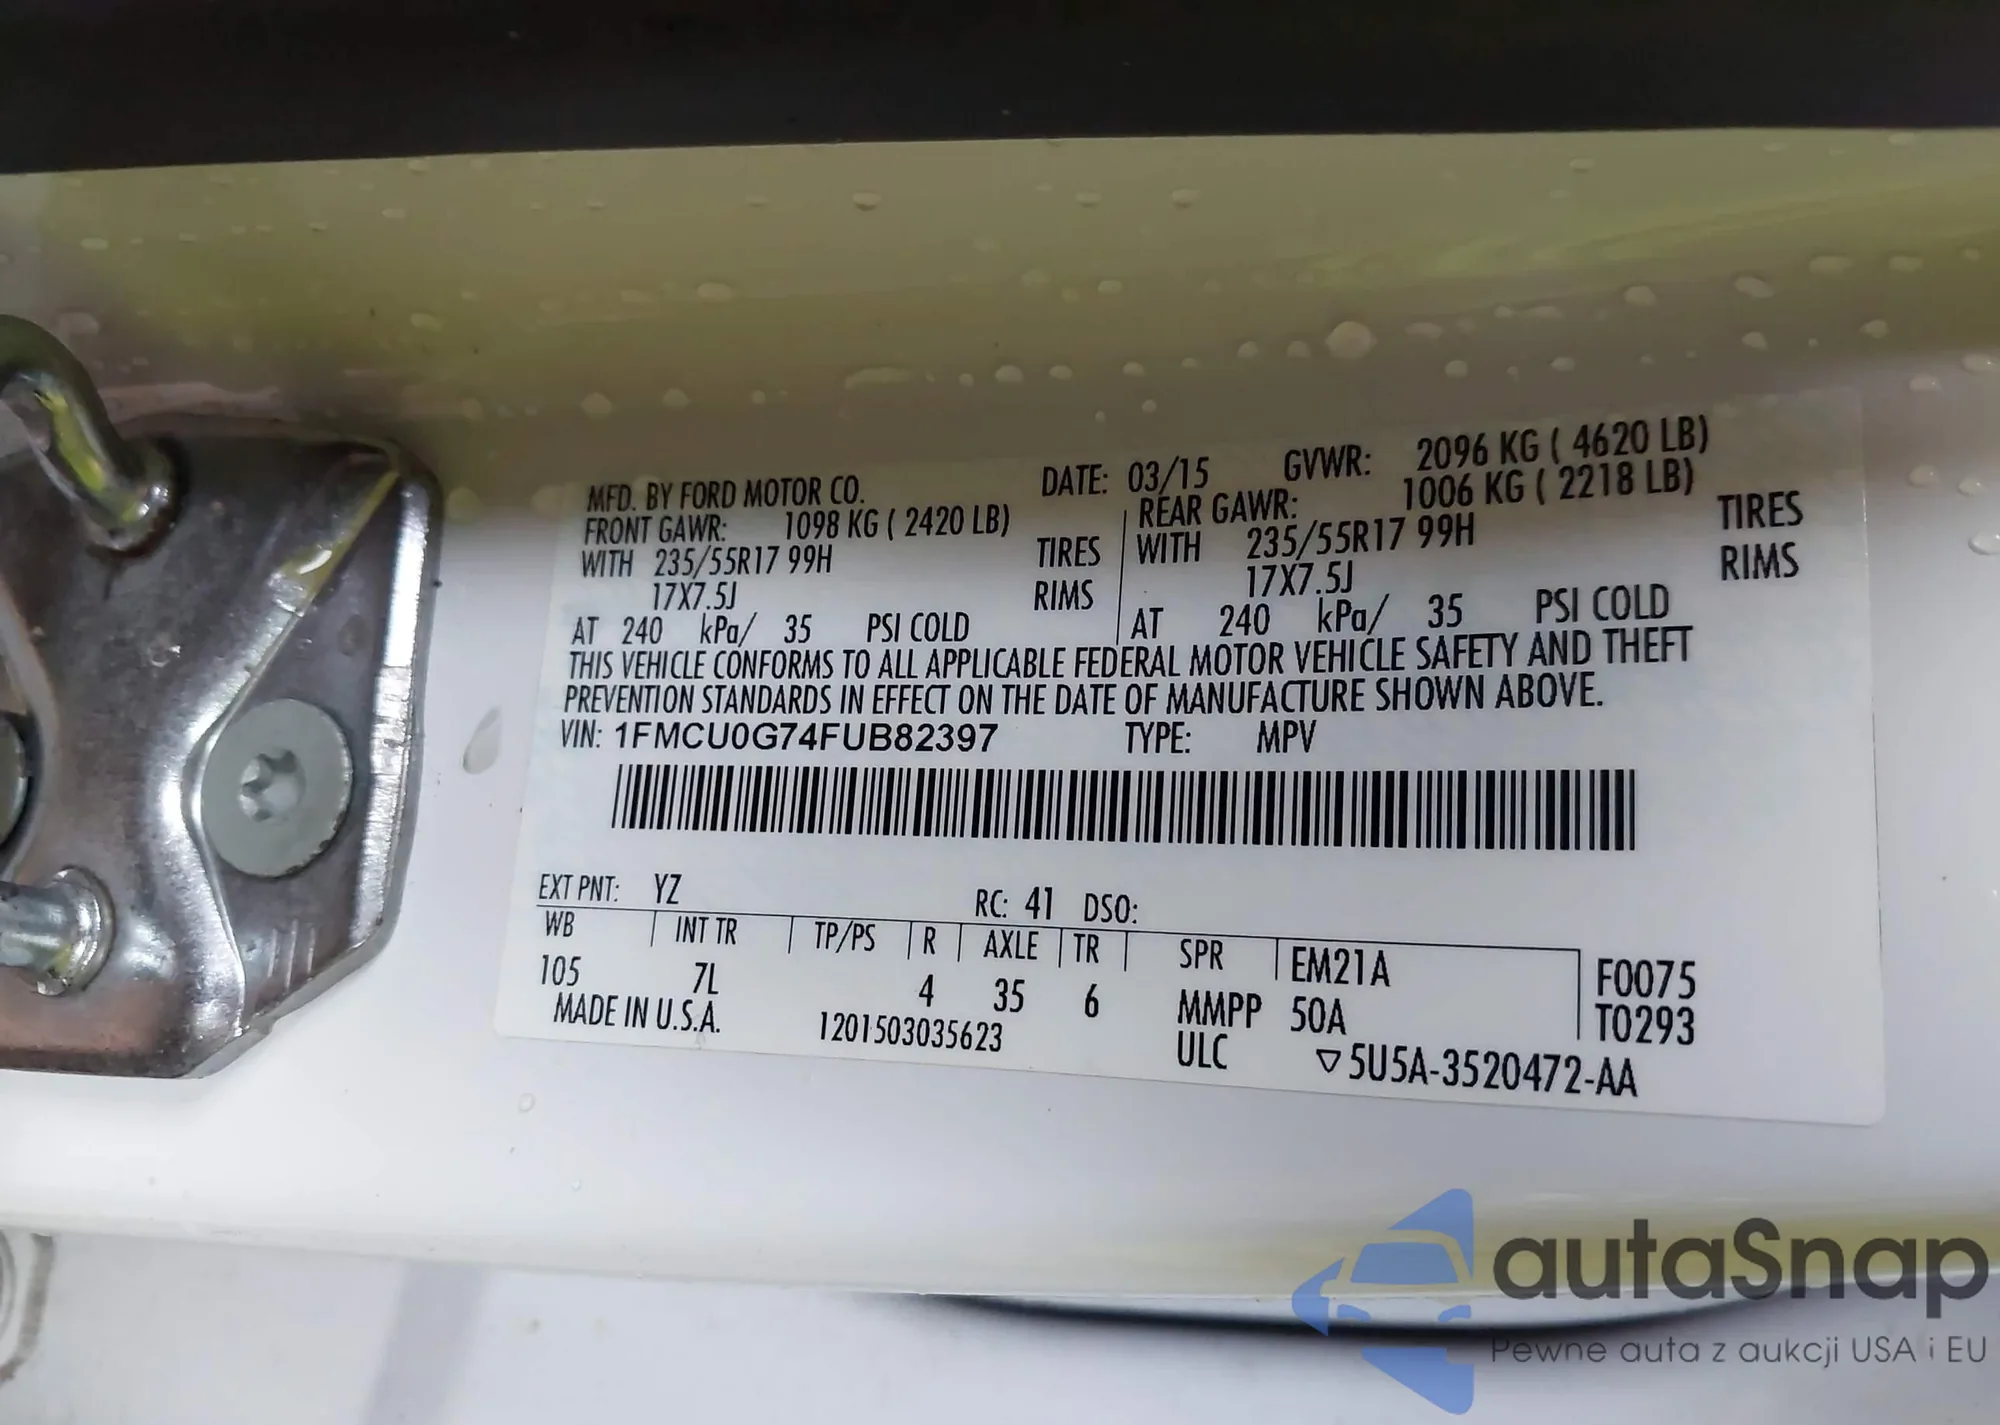 MFD. BY FORD MOTOR CO. DATE: 03/15 GVWR: 2096 KG ( 4620 LB)
FRONT GAWR: 1098 KG ( 2420 LB) REAR GAWR: 1006 KG ( 2218 LB)
WITH 235/55R17 99H TIRES WITH 235/55R17 99H TIRES
17X7.5J RIMS 17X7.5J RIMS
AT 240 kPa/ 35 PSI COLD AT 240 kPa/ 35 PSI COLD
THIS VEHICLE CONFORMS TO ALL APPLICABLE FEDERAL MOTOR VEHICLE SAFETY AND THEFT
PREVENTION STANDARDS IN EFFECT ON THE DATE OF MANUFACTURE SHOWN ABOVE.
VIN: 1FMCU0G74FUB82397 TYPE: MPV
EXT PNT: YZ RC: 41 DSO:
WB INT TR TP/PS R AXLE TR SPR EM21A F0075
105 7L 4 35 6 MMPP 50A T0293
MADE IN U.S.A. 1201503035623 ULC ▽5U5A-3520472-AA
autaSnap
Pewne auta z aukcji USA i EU